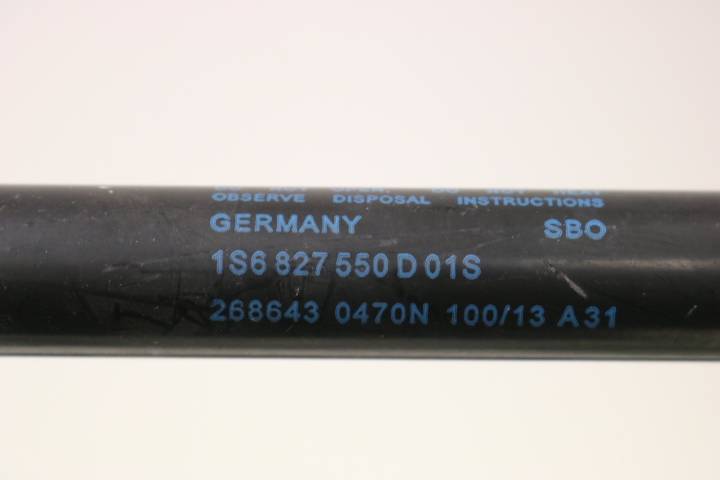 OBSERVE DISPOSAL INSTRUCTIONS
GERMANY SBO
1S6 827 550 D 01S
268643 0470N 100/13 A31